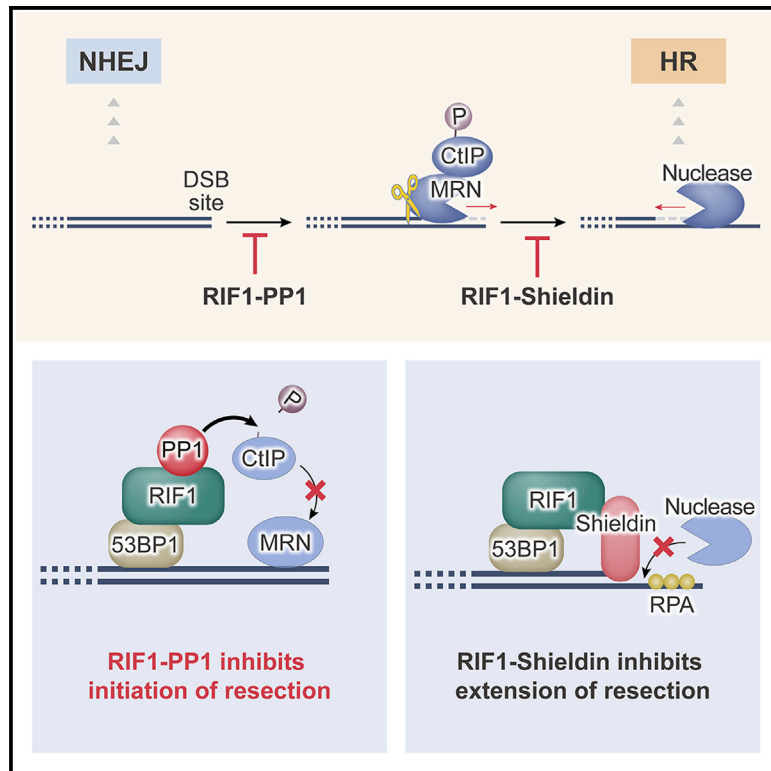 NHEJ
HR
P
CtIP
MRN
Nuclease
DSB
site
RIF1-PP1
RIF1-Shieldin
P
PP1
CtIP
RIF1
53BP1
MRN
RIF1
Shieldin
Nuclease
53BP1
RPA
RIF1-PP1 inhibits
initiation of resection
RIF1-Shieldin inhibits
extension of resection